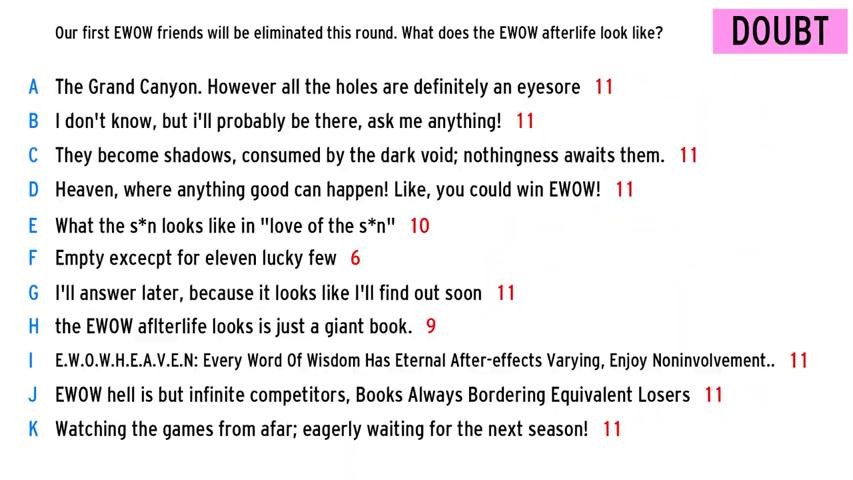 Our first EWOW friends will be eliminated this round. What does the EWOW afterlife look like?
DOUBT
A The Grand Canyon. However all the holes are definitely an eyesore 11
B I don't know, but i'll probably be there, ask me anything! 11
C They become shadows, consumed by the dark void; nothingness awaits them. 11
D Heaven, where anything good can happen! Like, you could win EWOW! 11
E What the s*n looks like in "love of the s*n" 10
F Empty excecpt for eleven lucky few 6
G I'll answer later, because it looks like I'll find out soon 11
H the EWOW aflterlife looks is just a giant book. 9
I E.W.O.W.H.E.A.V.E.N: Every Word Of Wisdom Has Eternal After-effects Varying, Enjoy Noninvolvement.. 11
J EWOW hell is but infinite competitors, Books Always Bordering Equivalent Losers 11
K Watching the games from afar; eagerly waiting for the next season! 11